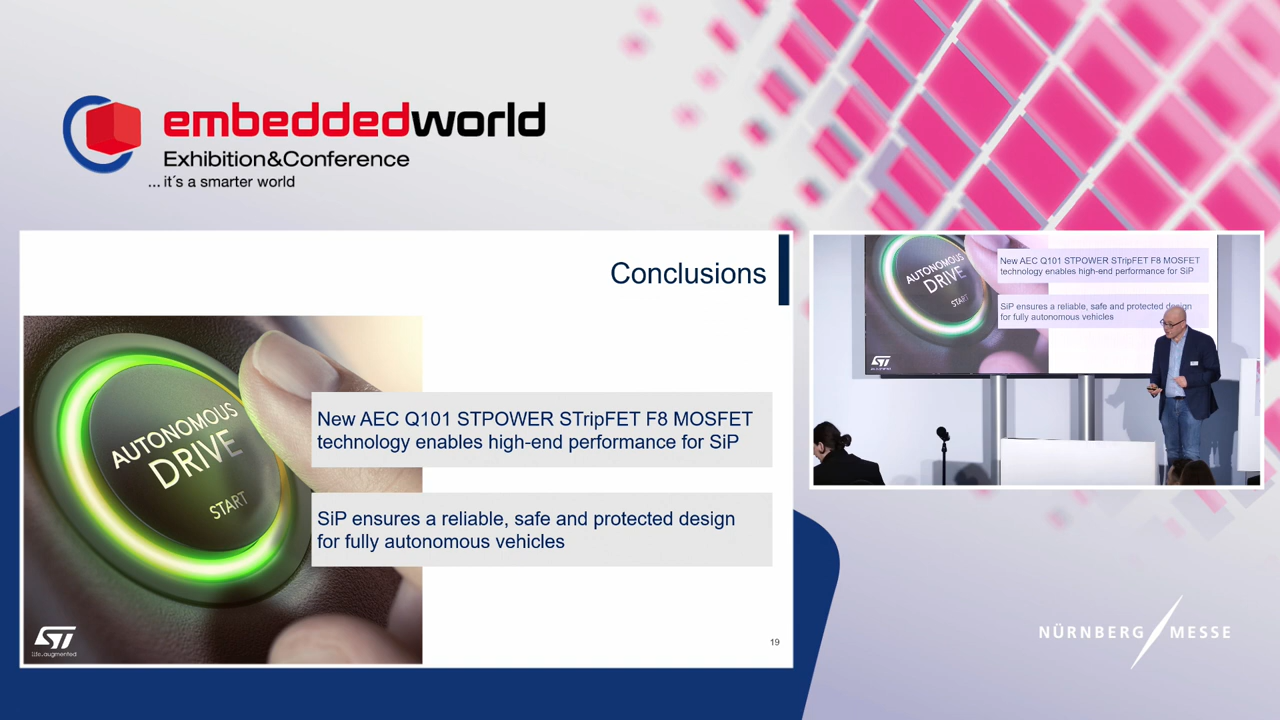 embeddedworld
Exhibition&Conference
... it´s a smarter world
Conclusions
AUTONOMOUS
DRIVE
START
New AEC Q101 STPOWER STripFET F8 MOSFET
technology enables high-end performance for SiP
SiP ensures a reliable, safe and protected design
for fully autonomous vehicles
ST
life.augmented
19
AUTONOMOUS
DRIVE
START
New AEC Q101 STPOWER STripFET F8 MOSFET
technology enables high-end performance for SiP
SiP ensures a reliable, safe and protected design
for fully autonomous vehicles
ST
NÜRNBERG MESSE